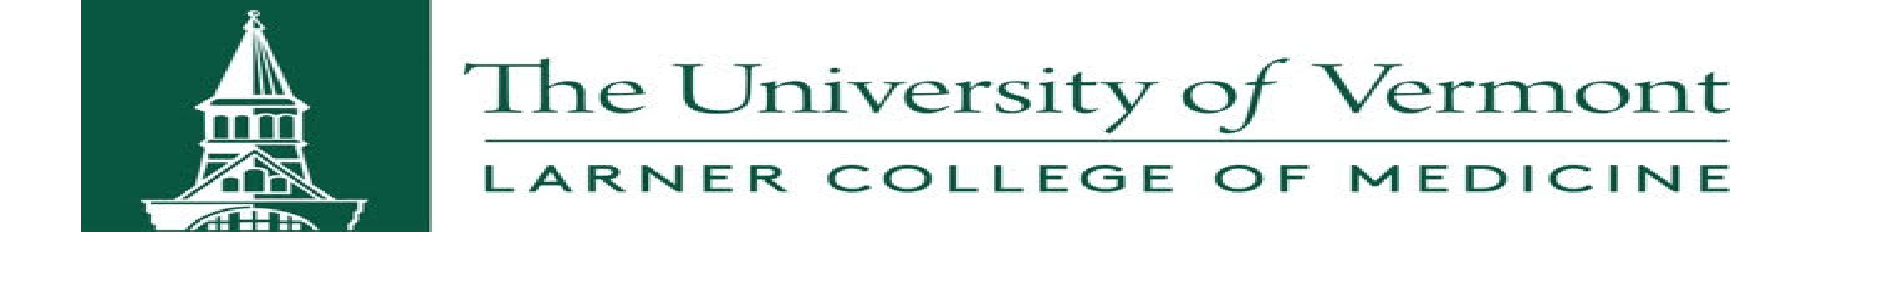 The University of Vermont
LARNER COLLEGE OF MEDICINE